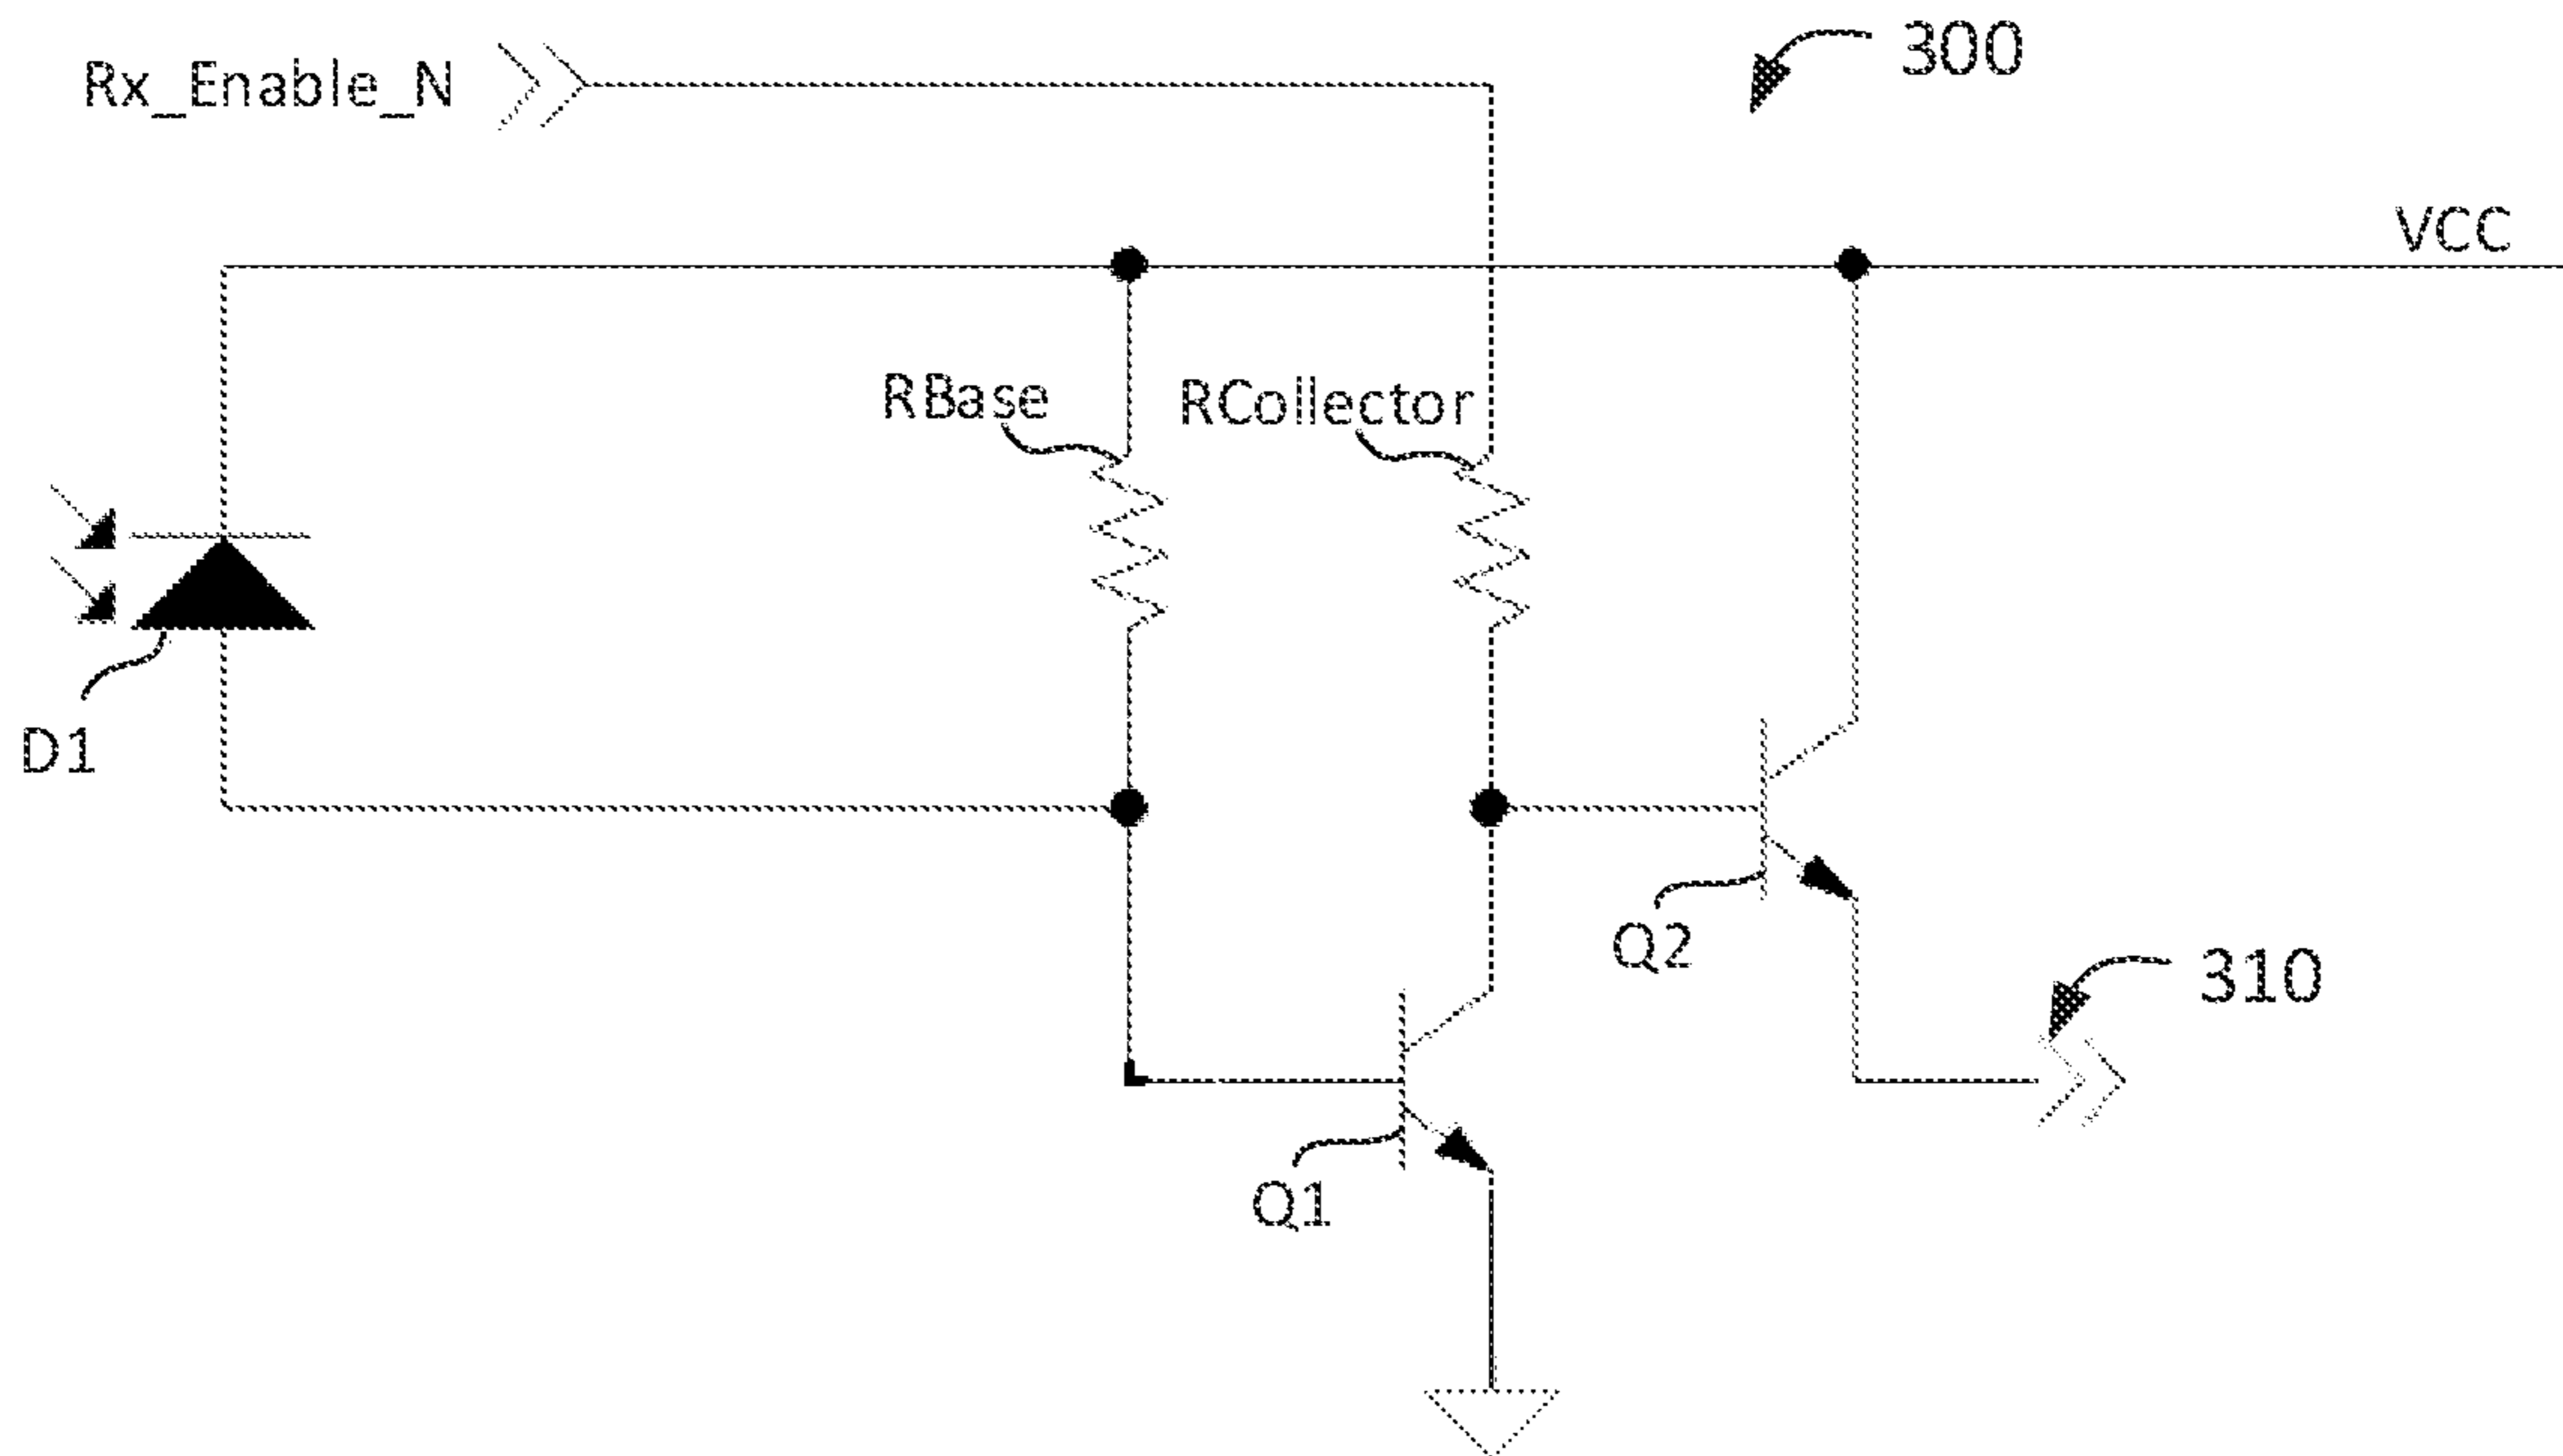 Rx_Enable_N
300
VCC
RBase
RCollector
D1
Q2
310
Q1